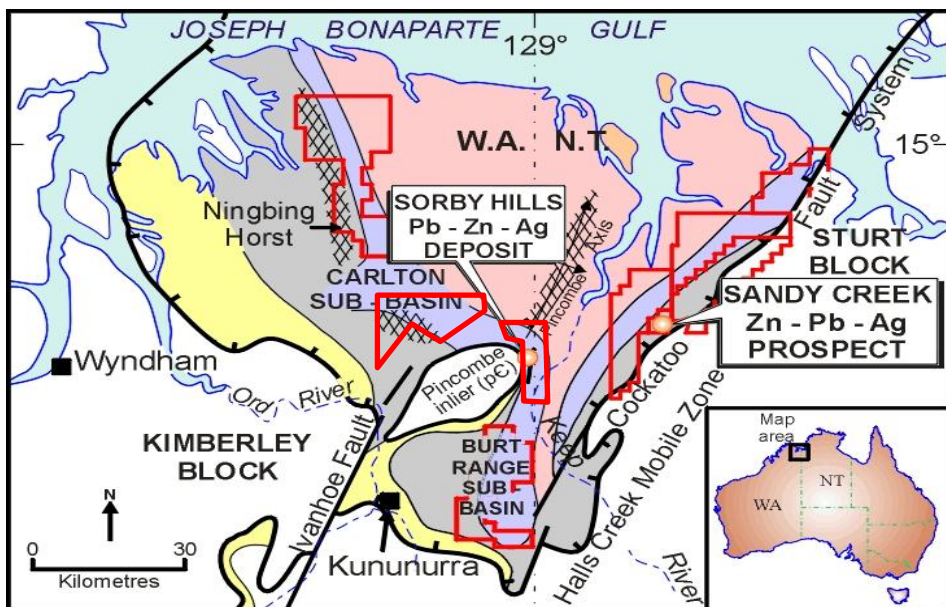 JOSEPH BONAPARTE GULF
129°
System
W.A. N.T.
15°
SORBY HILLS
Pb - Zn - Ag
DEPOSIT
Ningbing
Horst
Axis
Pincombe
Fault
STURT
BLOCK
CARLTON
SUB - BASIN
SANDY CREEK
Zn - Pb - Ag
PROSPECT
Wyndham
Pincombe
inlier (p€)
Ord River
Cockatoo
Halls Creek Mobile Zone
KIMBERLEY
BLOCK
Ivanhoe Fault
BURT
RANGE
SUB -
BASIN
Keep
River
N
0 30
Kilometres
Kununurra
Map
area
WA
NT